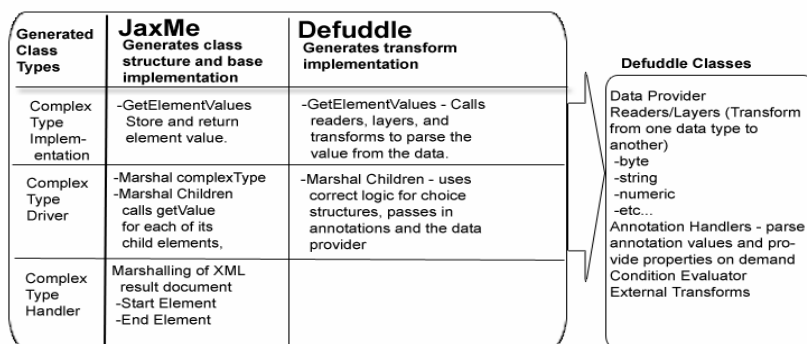 Generated
Class
Types
JaxMe
Generates class
structure and base
implementation
Defuddle
Generates transform
implementation
Complex
Type
Implem-
entation
-GetElementValues
Store and return
element value.
-GetElementValues - Calls
readers, layers, and
transforms to parse the
value from the data.
Complex
Type
Driver
-Marshal complexType
-Marshal Children
calls getValue
for each of its
child elements,
-Marshal Children - uses
correct logic for choice
structures, passes in
annotations and the data
provider
Complex
Type
Handler
Marshalling of XML
result document
-Start Element
-End Element
Defuddle Classes
Data Provider
Readers/Layers (Transform
from one data type to
another)
-byte
-string
-numeric
-etc...
Annotation Handlers - parse
annotation values and pro-
vide properties on demand
Condition Evaluator
External Transforms